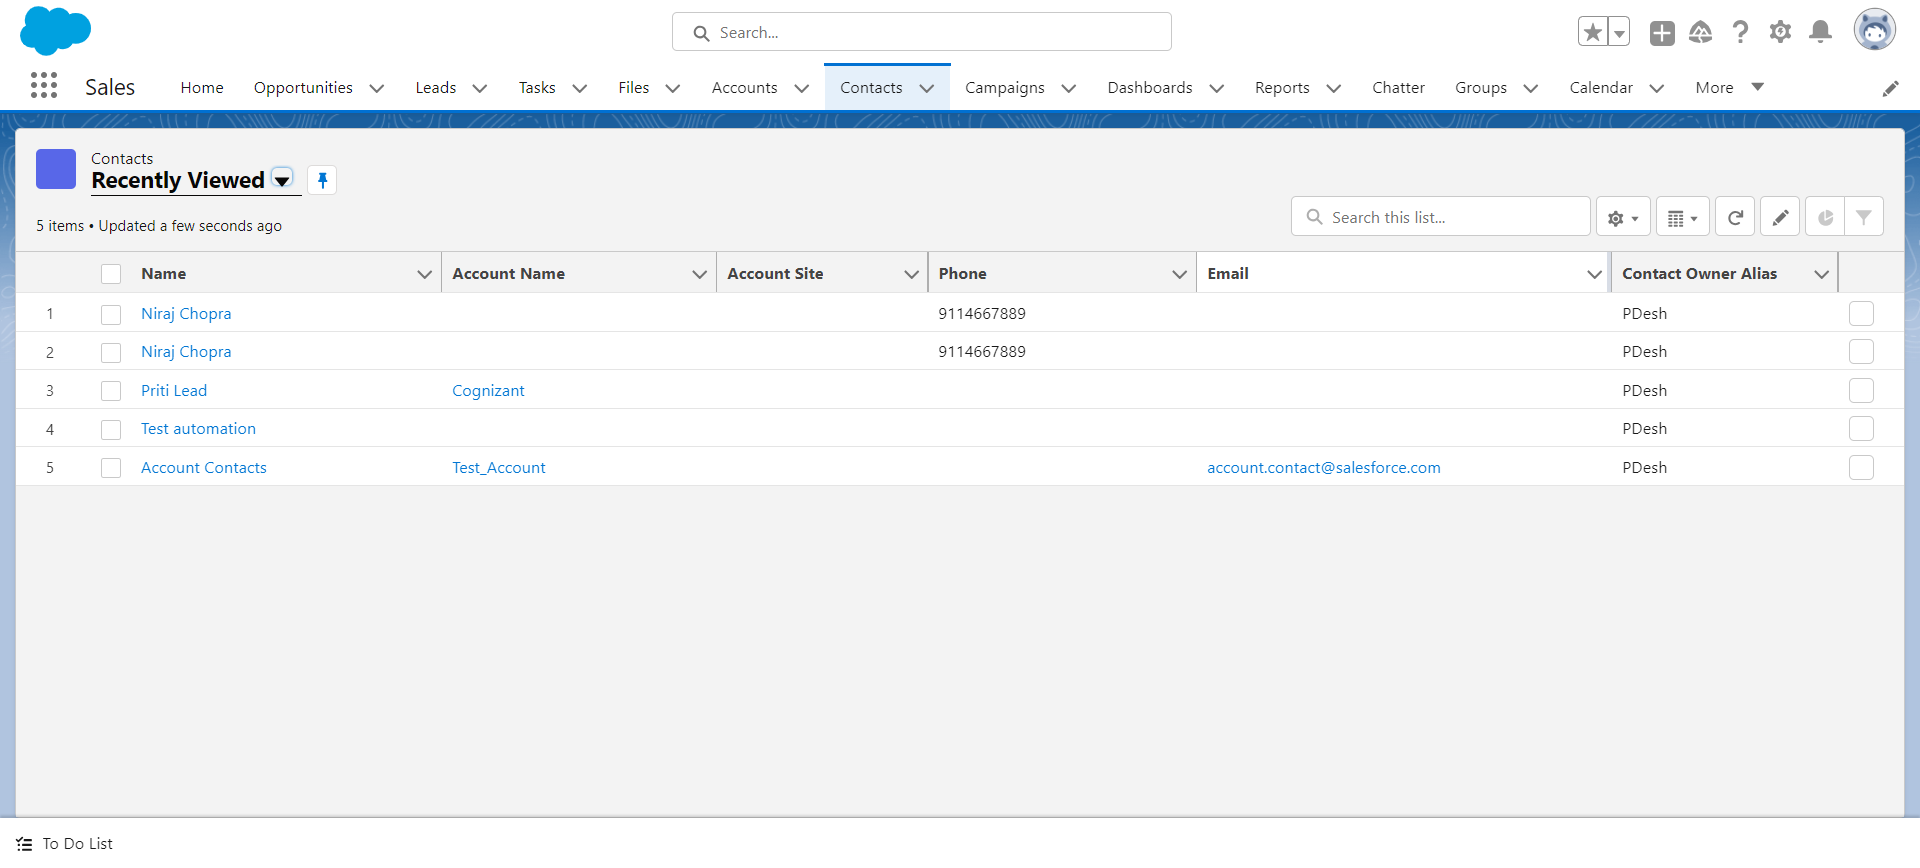 Search...
Sales Home Opportunities Leads Tasks Files Accounts Contacts Campaigns Dashboards Reports Chatter Groups Calendar More
Contacts
Recently Viewed
5 items • Updated a few seconds ago
Search this list...
Name Account Name Account Site Phone Email Contact Owner Alias
1 Niraj Chopra 9114667889 PDesh
2 Niraj Chopra 9114667889 PDesh
3 Priti Lead Cognizant PDesh
4 Test automation PDesh
5 Account Contacts Test_Account account.contact@salesforce.com PDesh
To Do List